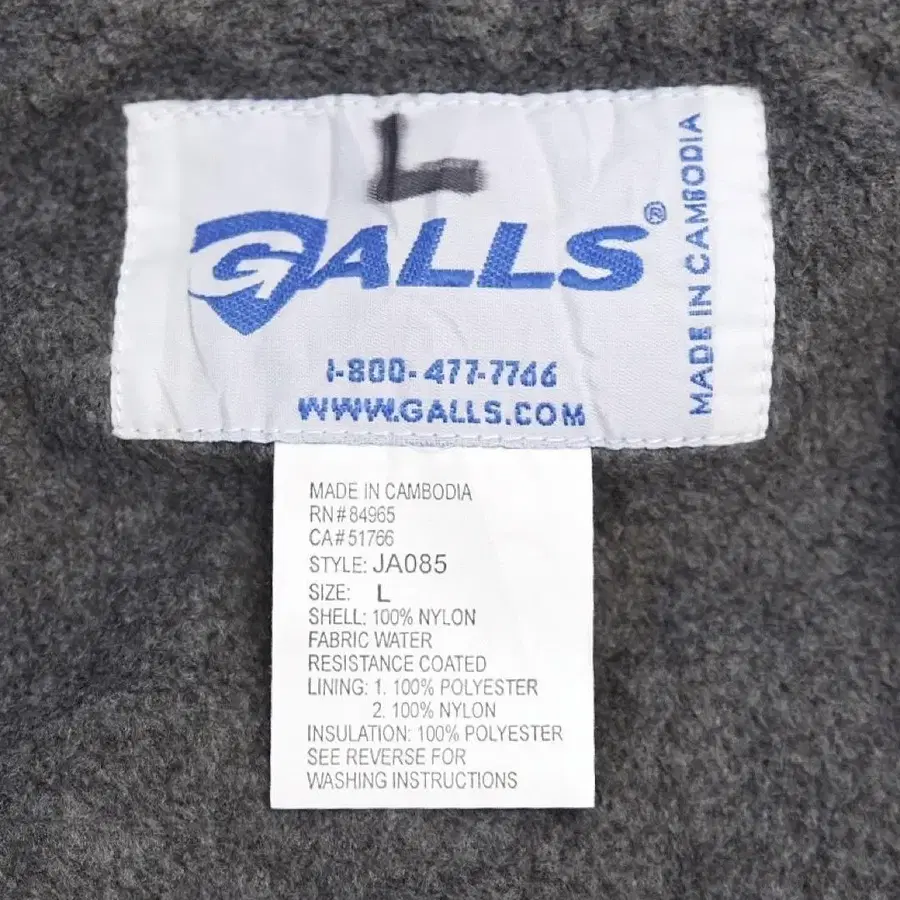 L
GALLS®
1-800-477-7766
WWW.GALLS.COM
MADE IN CAMBODIA
MADE IN CAMBODIA
RN# 84965
CA# 51766
STYLE: JA085
SIZE: L
SHELL: 100% NYLON
FABRIC WATER
RESISTANCE COATED
LINING: 1. 100% POLYESTER
2. 100% NYLON
INSULATION: 100% POLYESTER
SEE REVERSE FOR
WASHING INSTRUCTIONS